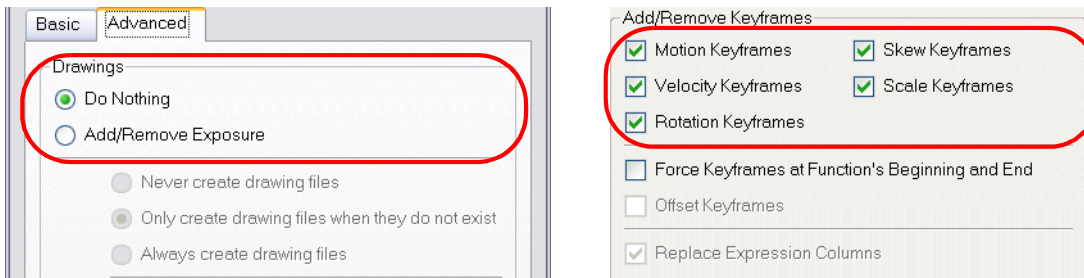 Basic Advanced
Drawings
Do Nothing
Add/Remove Exposure
Never create drawing files
Only create drawing files when they do not exist
Always create drawing files
Add/Remove Keyframes
Motion Keyframes Skew Keyframes
Velocity Keyframes Scale Keyframes
Rotation Keyframes
Force Keyframes at Function's Beginning and End
Offset Keyframes
Replace Expression Columns